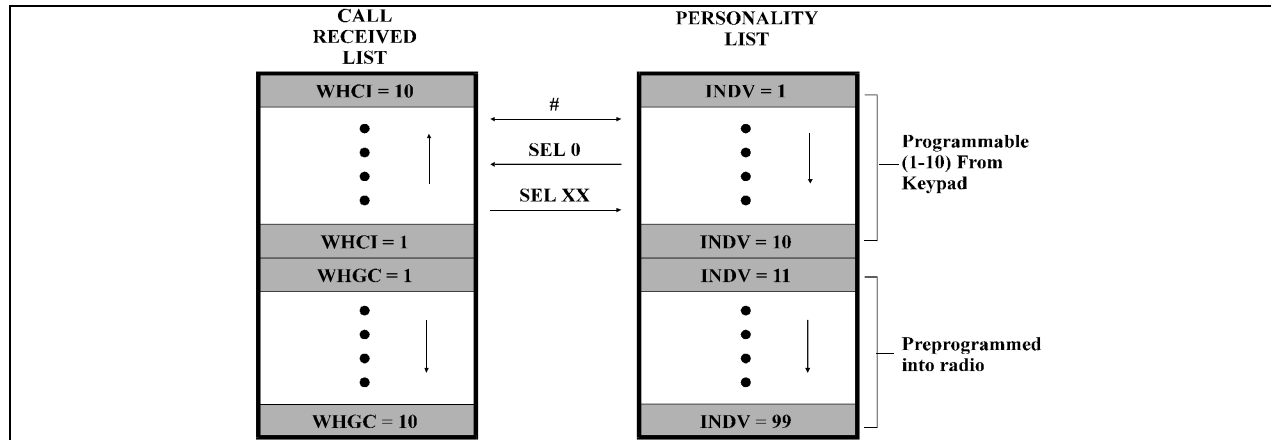 CALL
RECEIVED
LIST
WHCI = 10
WHCI = 1
WHGC = 1
WHGC = 10
#
SEL 0
SEL XX
PERSONALITY
LIST
INDV = 1
INDV = 10
INDV = 11
INDV = 99
Programmable
(1-10) From
Keypad
Preprogrammed
into radio